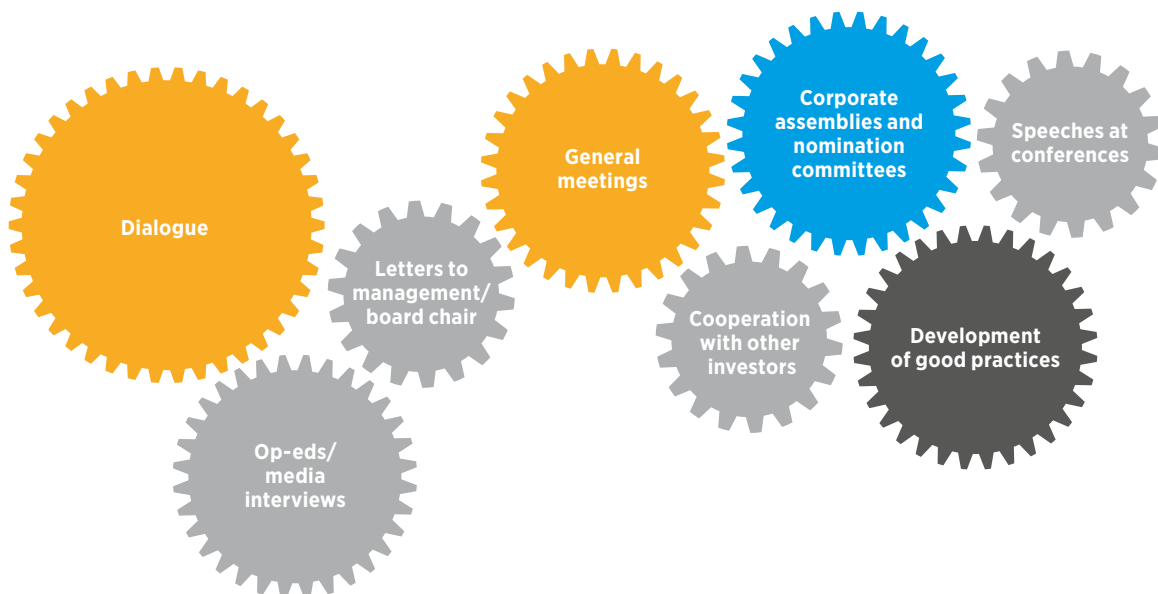 Dialogue
Letters to
management/
board chair
Op-eds/
media
interviews
General
meetings
Corporate
assemblies and
nomination
committees
Speeches at
conferences
Cooperation
with other
investors
Development
of good practices